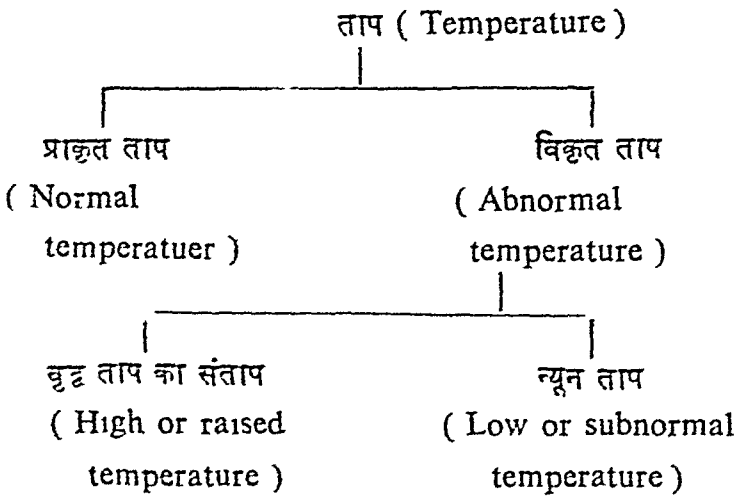 ताप ( Temperature )
प्राकृत ताप विकृत ताप
( Normal ( Abnormal
temperatuer ) temperature )
वृद्व ताप का संताप न्यून ताप
( High or raised ( Low or subnormal
temperature ) temperature )